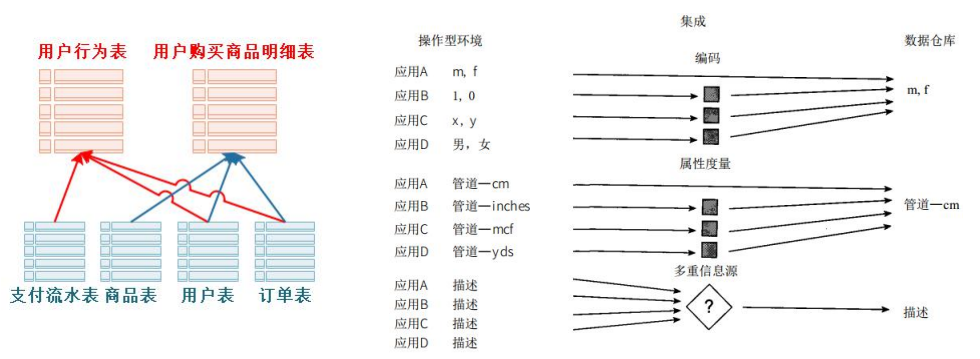 用户行为表 用户购买商品明细表
支付流水表 商品表 用户表 订单表
集成
操作型环境 数据仓库
编码
应用A m, f
应用B 1, 0
应用C x, y
应用D 男, 女
m, f
属性度量
应用A 管道—cm
应用B 管道—inches
应用C 管道—mcf
应用D 管道—yds
管道—cm
多重信息源
应用A 描述
应用B 描述
应用C 描述
应用D 描述
?
描述